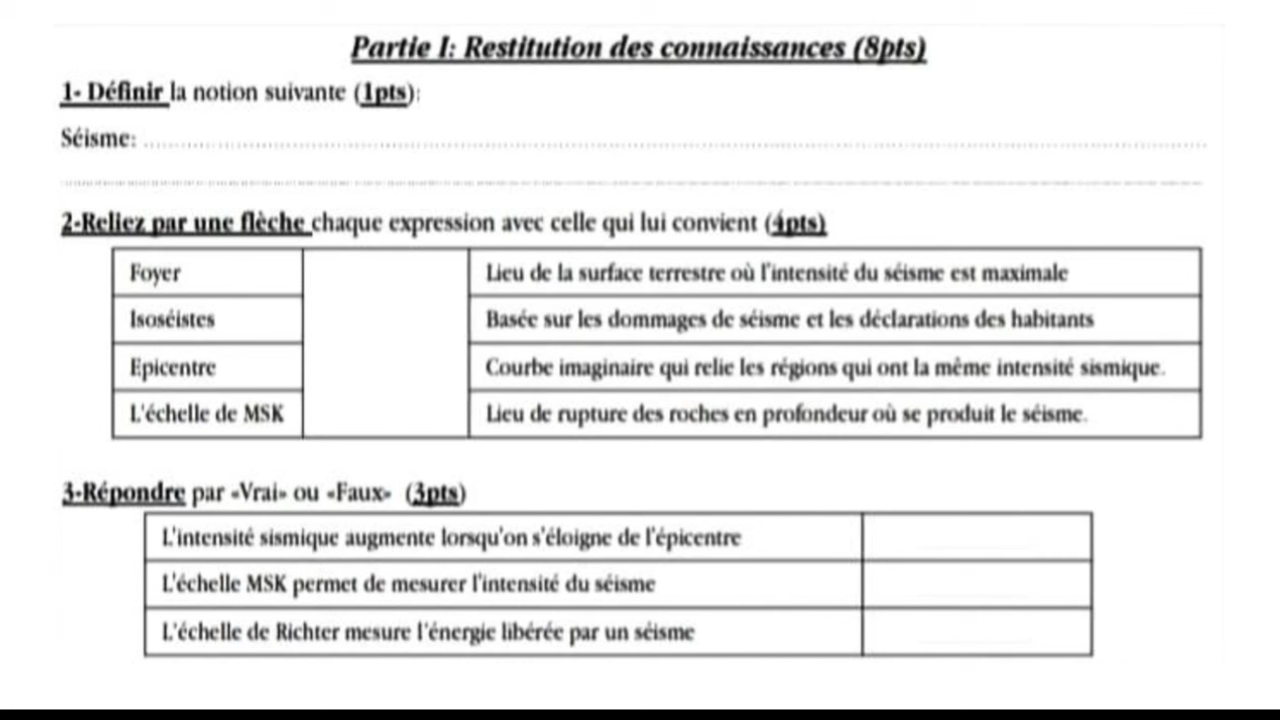 Partie I: Restitution des connaissances (8pts)
1- Définir la notion suivante (1pts):
Séisme: ................................................................
................................................................
2-Reliez par une flèche chaque expression avec celle qui lui convient (4pts)
Foyer Lieu de la surface terrestre où l'intensité du séisme est maximale
Isoséistes Basée sur les dommages de séisme et les déclarations des habitants
Epicentre Courbe imaginaire qui relie les régions qui ont la même intensité sismique.
L'échelle de MSK Lieu de rupture des roches en profondeur où se produit le séisme.
3-Répondre par «Vrai» ou «Faux» (3pts)
L'intensité sismique augmente lorsqu'on s'éloigne de l'épicentre
L'échelle MSK permet de mesurer l'intensité du séisme
L'échelle de Richter mesure l'énergie libérée par un séisme